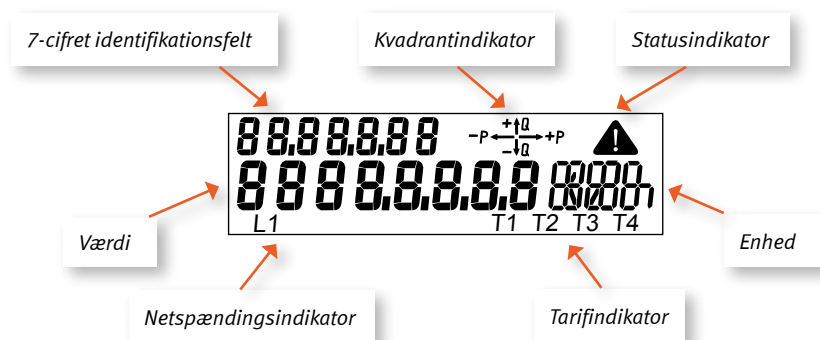 7-cifret identifikationsfelt
Kvadrantindikator
Statusindikator
88.8.8.8.8.8
+ Q
-P +P
- Q
8888.8.8.8.8
L1 T1 T2 T3 T4
Værdi
Enhed
Netspændingsindikator
Tarifindikator